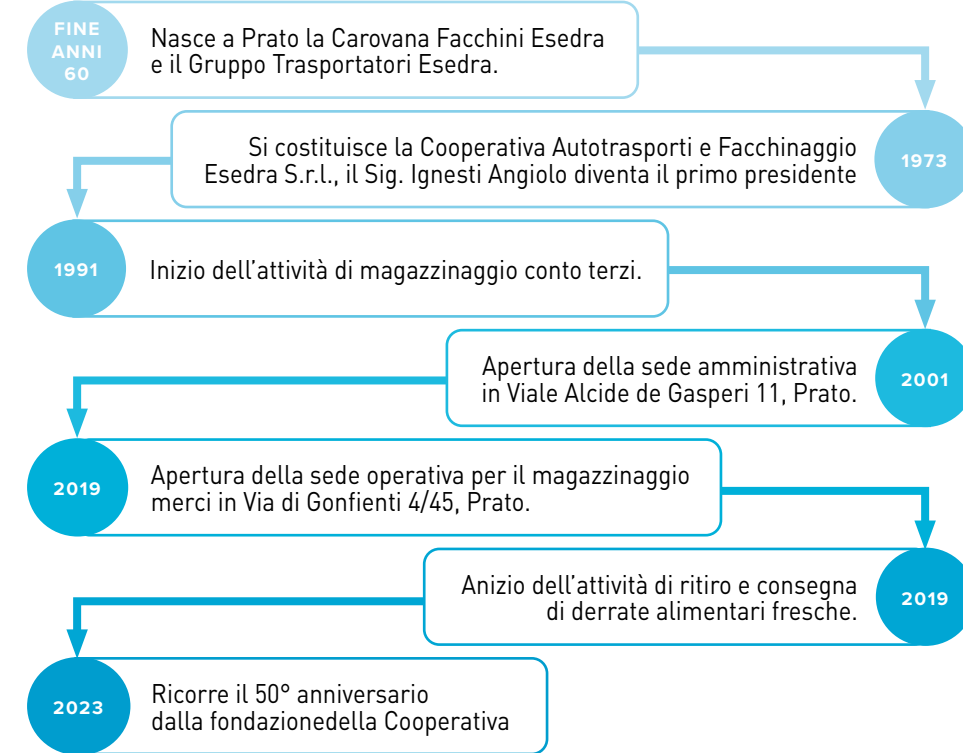 FINE
ANNI
60
Nasce a Prato la Carovana Facchini Esedra
e il Gruppo Trasportatori Esedra.
Si costituisce la Cooperativa Autotrasporti e Facchinaggio
Esedra S.r.l., il Sig. Ignesti Angiolo diventa il primo presidente
1973
1991
Inizio dell'attività di magazzinaggio conto terzi.
Apertura della sede amministrativa
in Viale Alcide de Gasperi 11, Prato.
2001
2019
Apertura della sede operativa per il magazzinaggio
merci in Via di Gonfienti 4/45, Prato.
Anizio dell'attività di ritiro e consegna
di derrate alimentari fresche.
2019
2023
Ricorre il 50° anniversario
dalla fondazionedella Cooperativa